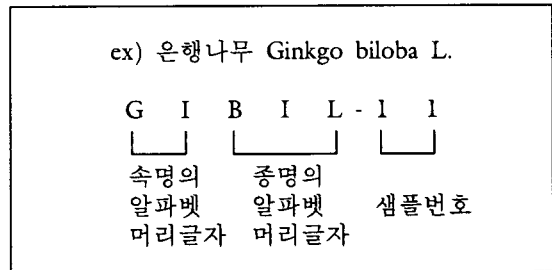 ex) 은행나무 Ginkgo biloba L.
G I B I L - 1 1
속명의 종명의
알파벳 알파벳 샘플번호
머리글자 머리글자